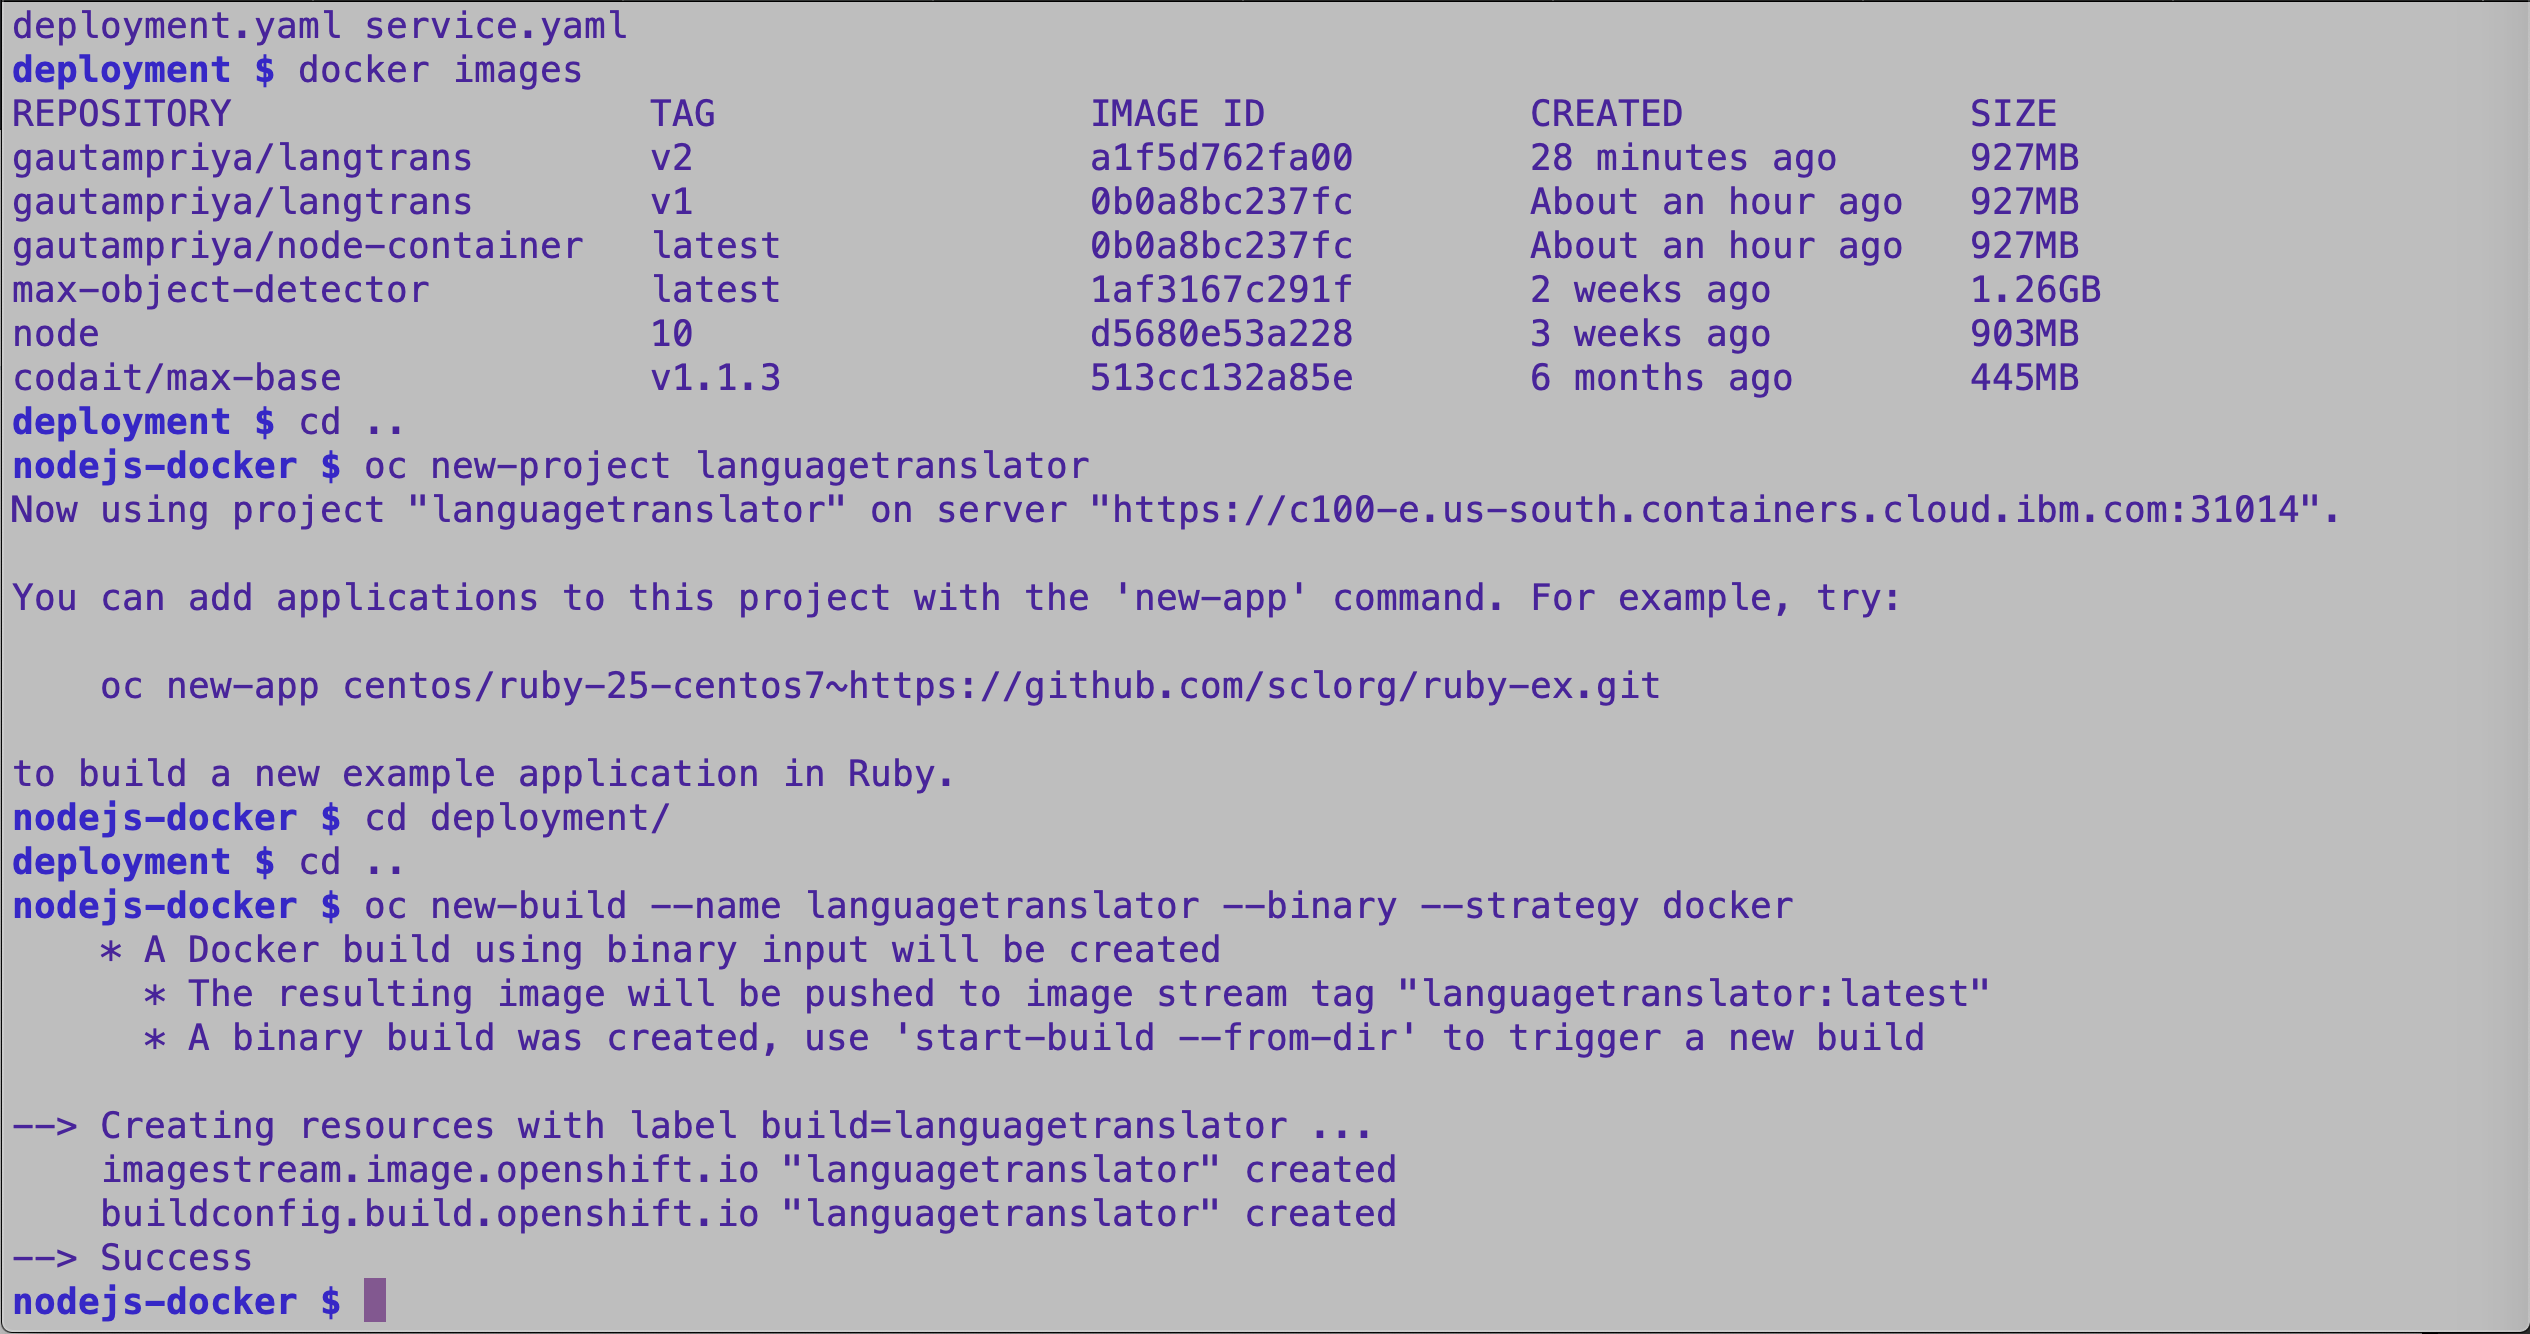 deployment.yaml service.yaml
deployment $ docker images
REPOSITORY                   TAG                 IMAGE ID            CREATED             SIZE
gautampriya/langtrans        v2                  a1f5d762fa00        28 minutes ago      927MB
gautampriya/langtrans        v1                  0b0a8bc237fc        About an hour ago   927MB
gautampriya/node-container   latest              0b0a8bc237fc        About an hour ago   927MB
max-object-detector          latest              1af3167c291f        2 weeks ago         1.26GB
node                         10                  d5680e53a228        3 weeks ago         903MB
codait/max-base              v1.1.3              513cc132a85e        6 months ago        445MB
deployment $ cd ..
nodejs-docker $ oc new-project languagetranslator
Now using project "languagetranslator" on server "https://c100-e.us-south.containers.cloud.ibm.com:31014".
You can add applications to this project with the 'new-app' command. For example, try:
    oc new-app centos/ruby-25-centos7~https://github.com/sclorg/ruby-ex.git
to build a new example application in Ruby.
nodejs-docker $ cd deployment/
deployment $ cd ..
nodejs-docker $ oc new-build --name languagetranslator --binary --strategy docker
    * A Docker build using binary input will be created
      * The resulting image will be pushed to image stream tag "languagetranslator:latest"
      * A binary build was created, use 'start-build --from-dir' to trigger a new build
--> Creating resources with label build=languagetranslator ...
    imagestream.image.openshift.io "languagetranslator" created
    buildconfig.build.openshift.io "languagetranslator" created
--> Success
nodejs-docker $